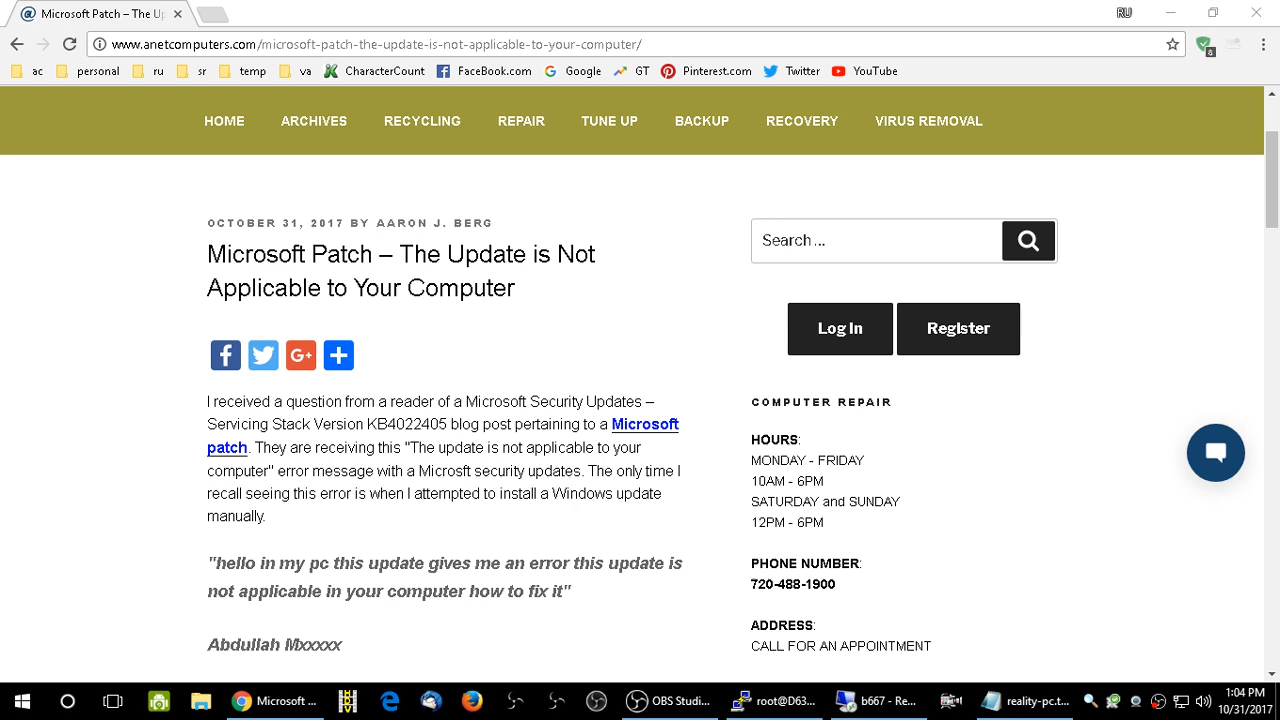 Microsoft Patch – The Up
RU
www.anetcomputers.com/microsoft-patch-the-update-is-not-applicable-to-your-computer/
6
ac personal ru sr temp va CharacterCount FaceBook.com Google GT Pinterest.com Twitter YouTube
HOME ARCHIVES RECYCLING REPAIR TUNE UP BACKUP RECOVERY VIRUS REMOVAL
OCTOBER 31, 2017 BY AARON J. BERG
Microsoft Patch – The Update is Not
Applicable to Your Computer
I received a question from a reader of a Microsoft Security Updates –
Servicing Stack Version KB4022405 blog post pertaining to a Microsoft
patch. They are receiving this "The update is not applicable to your
computer" error message with a Microsft security updates. The only time I
recall seeing this error is when I attempted to install a Windows update
manually.
"hello in my pc this update gives me an error this update is
not applicable in your computer how to fix it"
Abdullah Mxxxxx
Search ...
Log In Register
COMPUTER REPAIR
HOURS:
MONDAY - FRIDAY
10AM - 6PM
SATURDAY and SUNDAY
12PM - 6PM
PHONE NUMBER:
720-488-1900
ADDRESS:
CALL FOR AN APPOINTMENT
Microsoft ... OBS Studi... root@D63... b667 - Re... reality-pc.t...
1:04 PM
10/31/2017